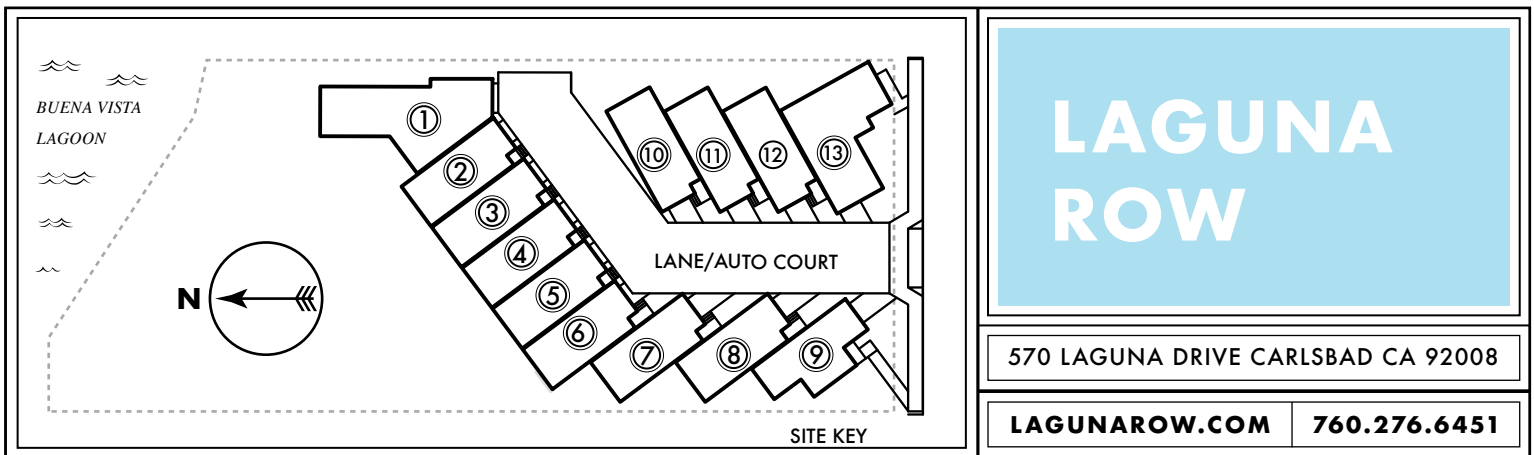 BUENA VISTA
LAGOON
N
1
2
3
4
5
6
7
8
9
10
11
12
13
LANE/AUTO COURT
SITE KEY
LAGUNA
ROW
570 LAGUNA DRIVE CARLSBAD CA 92008
LAGUNAROW.COM
760.276.6451